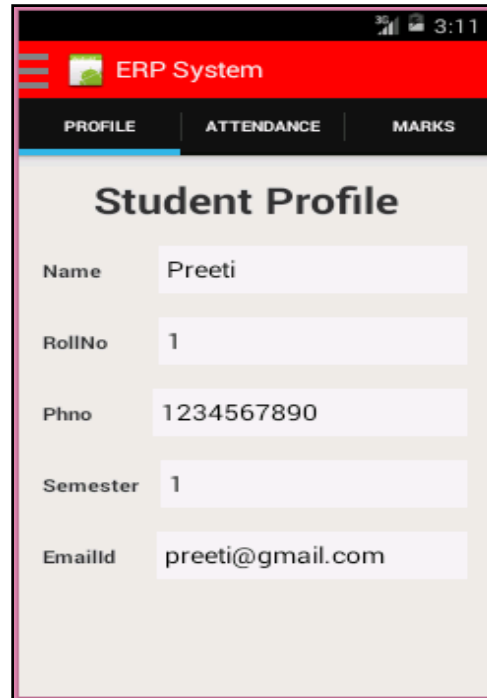 3G 3:11
ERP System
PROFILE ATTENDANCE MARKS
Student Profile
Name Preeti
RollNo 1
Phno 1234567890
Semester 1
EmailId preeti@gmail.com